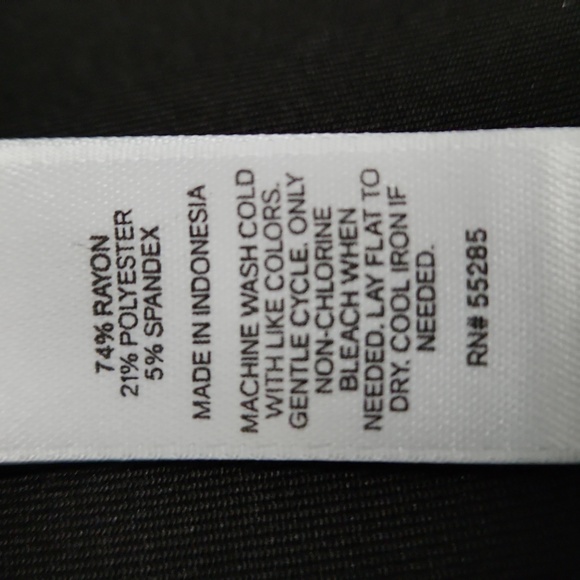 74% RAYON
21% POLYESTER
5% SPANDEX
MADE IN INDONESIA
MACHINE WASH COLD
WITH LIKE COLORS.
GENTLE CYCLE. ONLY
NON-CHLORINE
BLEACH WHEN
NEEDED. LAY FLAT TO
DRY. COOL IRON IF
NEEDED.
RN# 55285